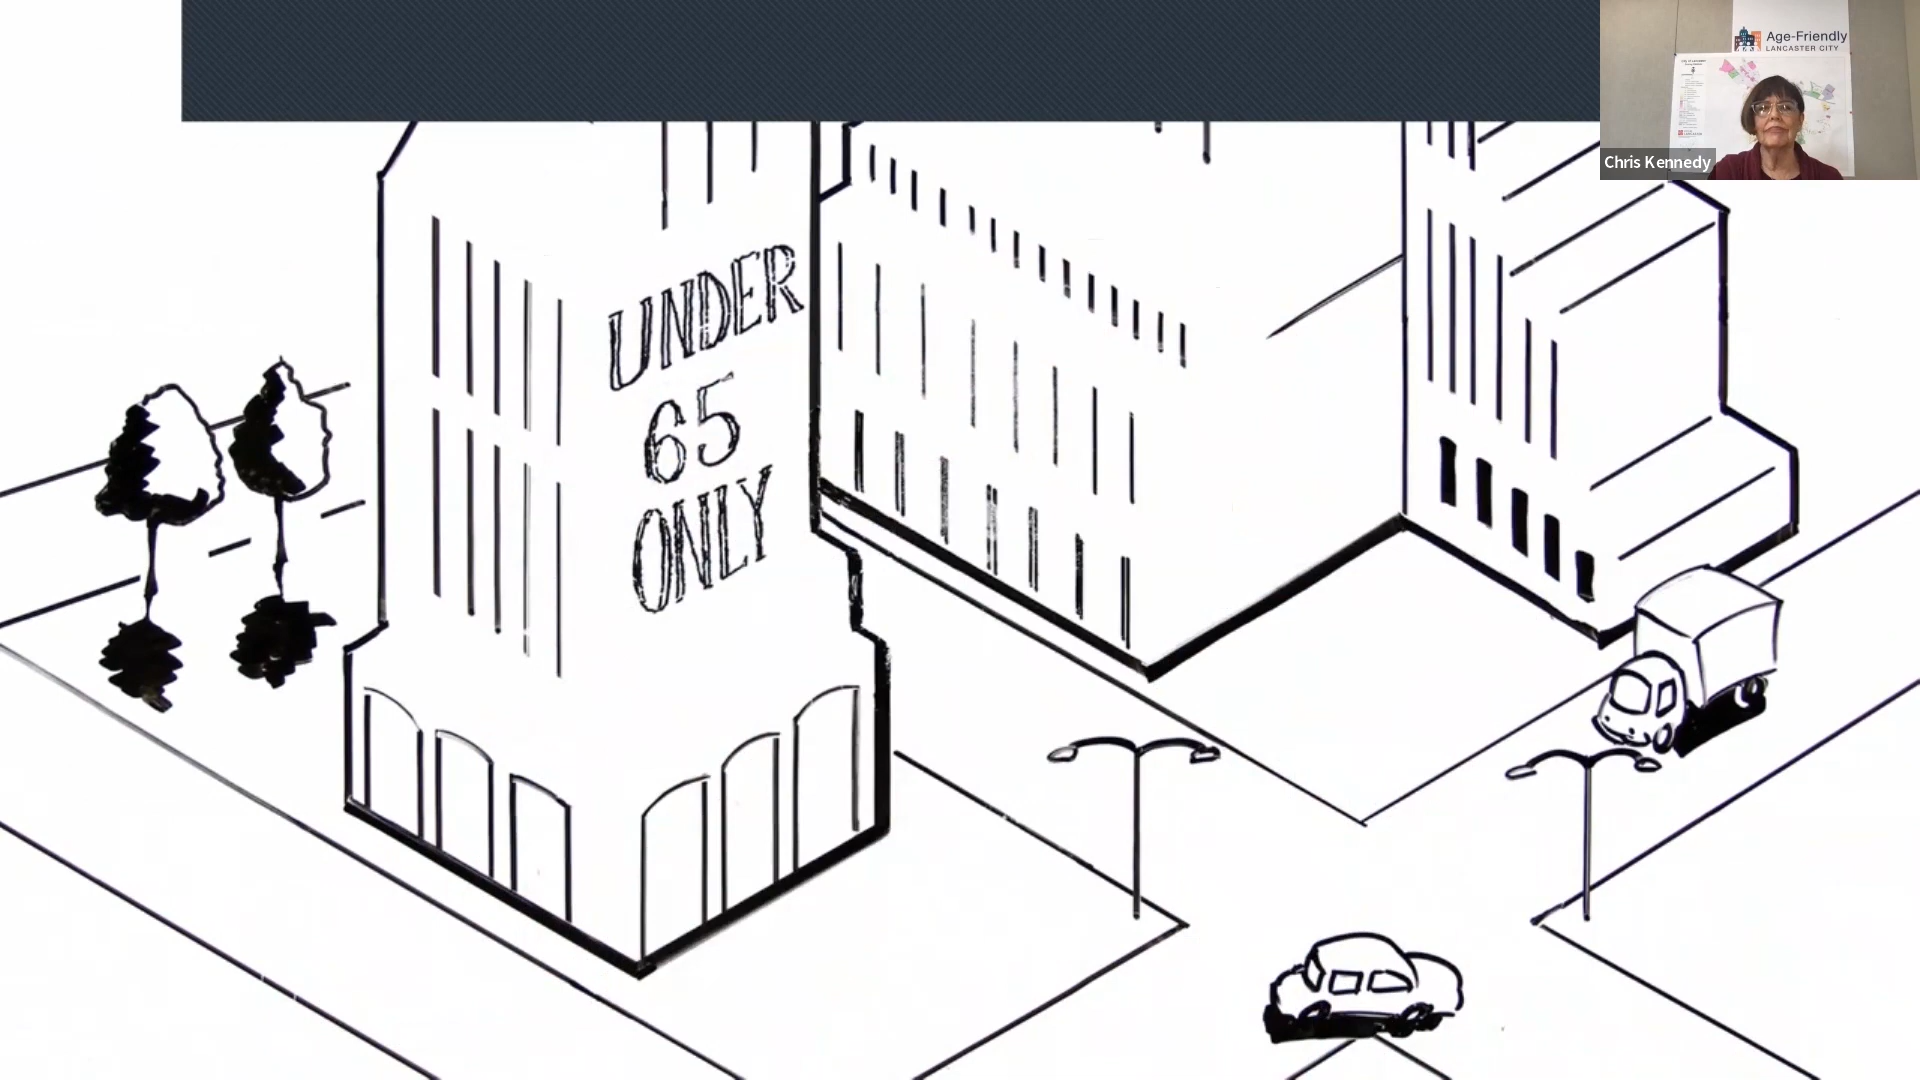 Age-Friendly
LANCASTER CITY
Chris Kennedy
UNDER
65
ONLY